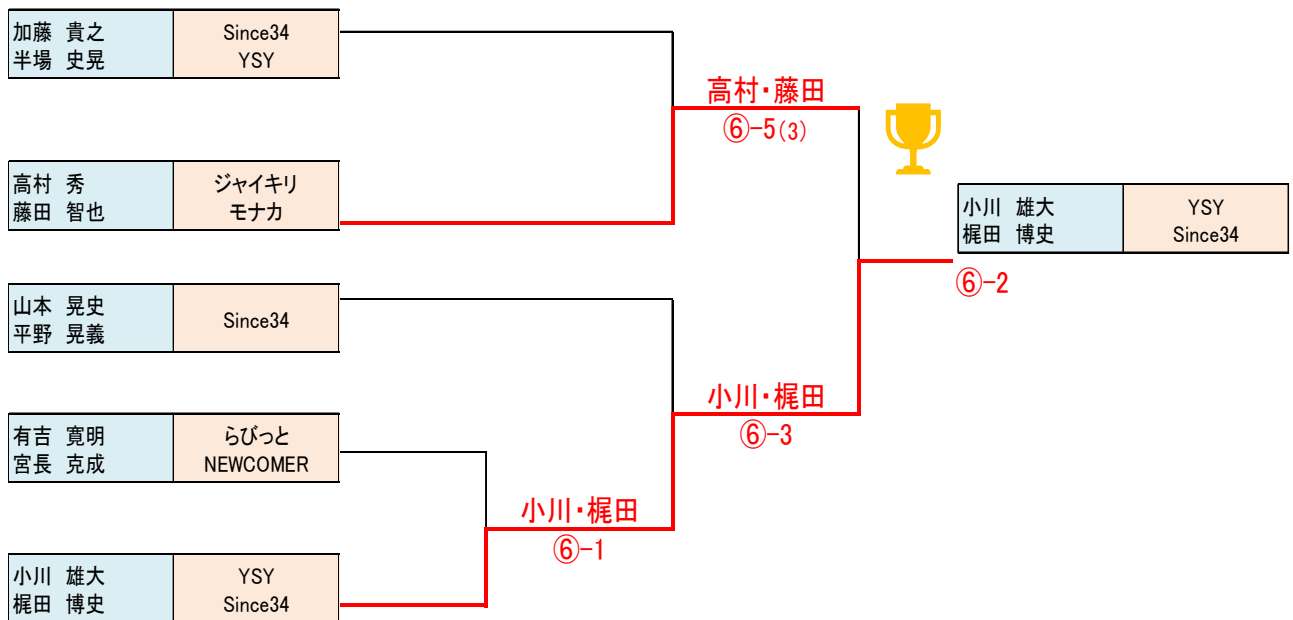 加藤 貴之 Since34
半場 史晃 YSY
高村・藤田
⑥-5(3)
高村 秀 ジャイキリ
藤田 智也 モナカ
小川 雄大 YSY
梶田 博史 Since34
⑥-2
山本 晃史
平野 晃義
Since34
小川・梶田
⑥-3
有吉 寛明 らびっと
宮長 克成 NEWCOMER
小川・梶田
⑥-1
小川 雄大 YSY
梶田 博史 Since34